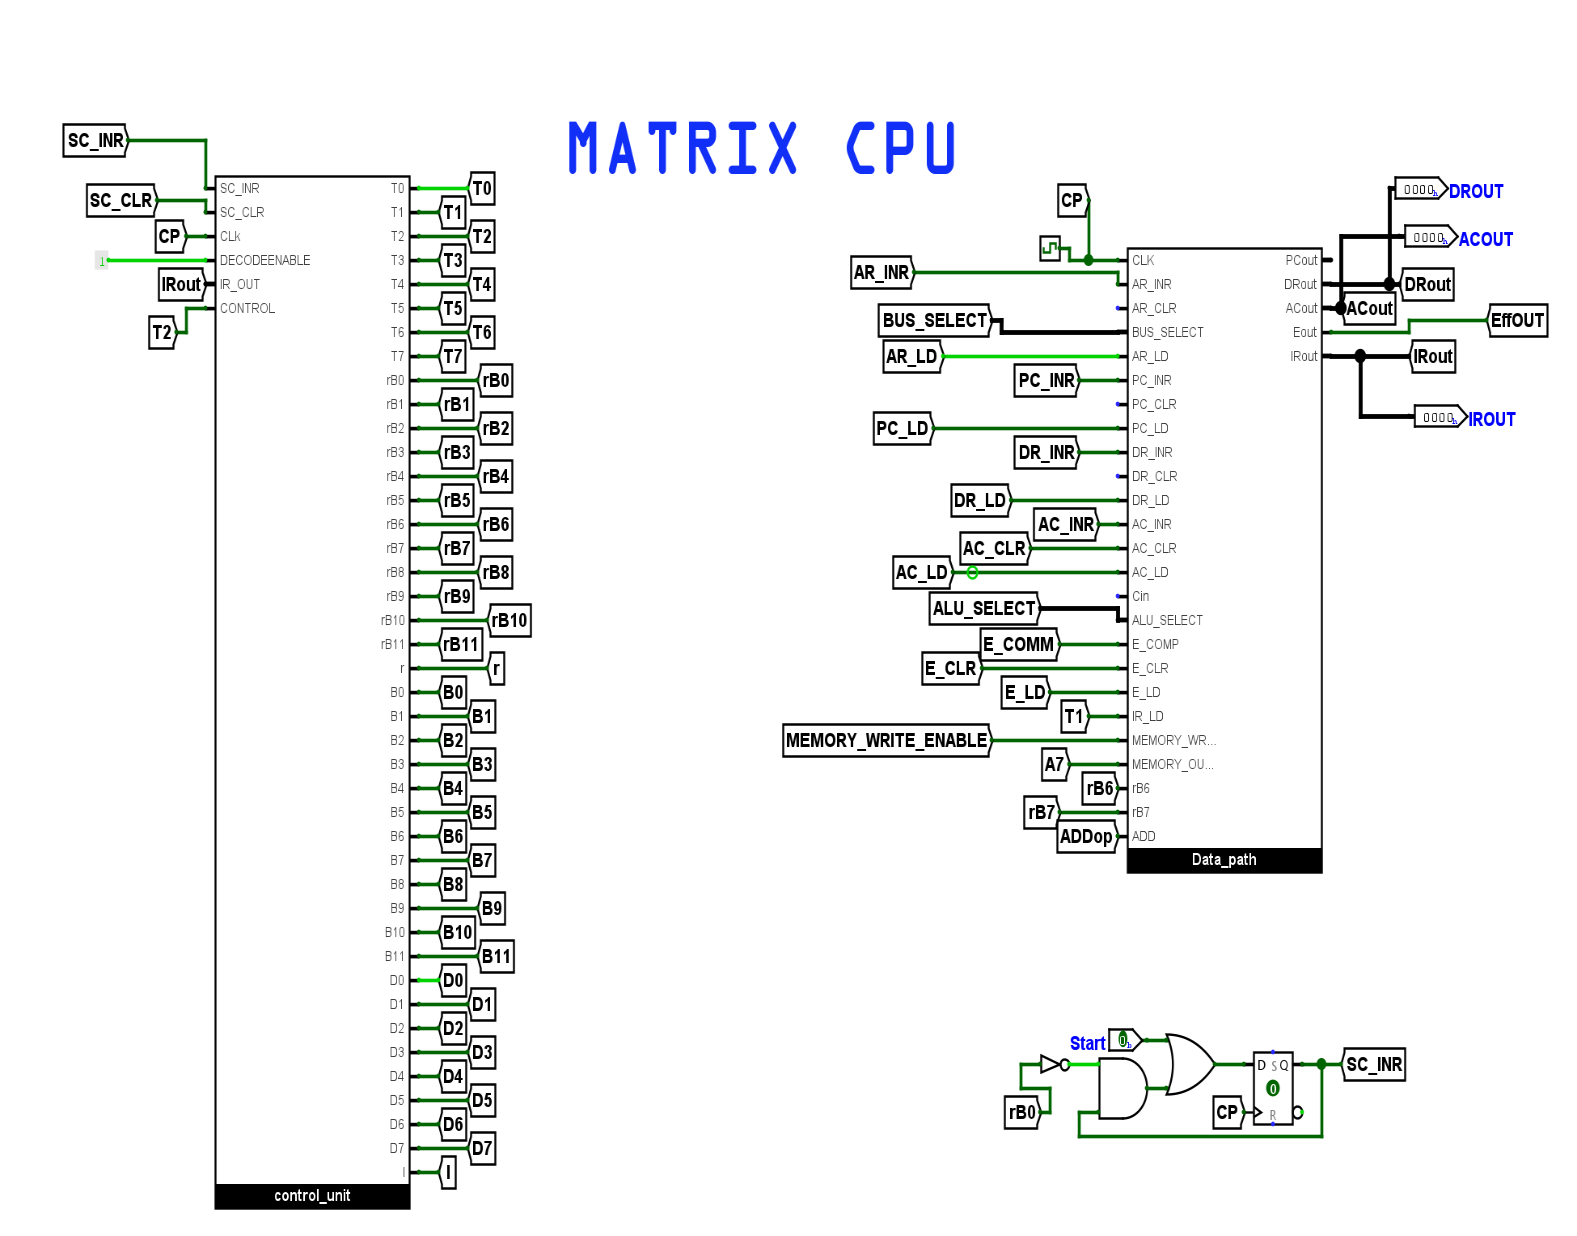 MATRIX CPU
SC_INR
SC_CLR
CP
1
IRout
T2
SC_INR
SC_CLR
CLk
DECODEENABLE
IR_OUT
CONTROL
T0 T0
T1 T1
T2 T2
T3 T3
T4 T4
T5 T5
T6 T6
T7 T7
rB0 rB0
rB1 rB1
rB2 rB2
rB3 rB3
rB4 rB4
rB5 rB5
rB6 rB6
rB7 rB7
rB8 rB8
rB9 rB9
rB10 rB10
rB11 rB11
r r
B0 B0
B1 B1
B2 B2
B3 B3
B4 B4
B5 B5
B6 B6
B7 B7
B8 B8
B9 B9
B10 B10
B11 B11
D0 D0
D1 D1
D2 D2
D3 D3
D4 D4
D5 D5
D6 D6
D7 D7
I I
control_unit
CP
CLK
AR_INR AR_INR
AR_CLR
BUS_SELECT BUS_SELECT
AR_LD AR_LD
PC_INR PC_INR
PC_CLR
PC_LD PC_LD
DR_INR DR_INR
DR_CLR
DR_LD DR_LD
AC_INR AC_INR
AC_CLR AC_CLR
AC_LD AC_LD
Cin
ALU_SELECT ALU_SELECT
E_COMM E_COMP
E_CLR E_CLR
E_LD E_LD
T1 IR_LD
MEMORY_WRITE_ENABLE MEMORY_WR...
A7 MEMORY_OU...
rB6 rB6
rB7 rB7
ADDop ADD
Data_path
PCout
DRout DRout
ACout ACout
Eout EffOUT
IRout IRout
0000h DROUT
0000h ACOUT
0000h IROUT
Start 0b
rB0
D S Q
0
R
CP
SC_INR